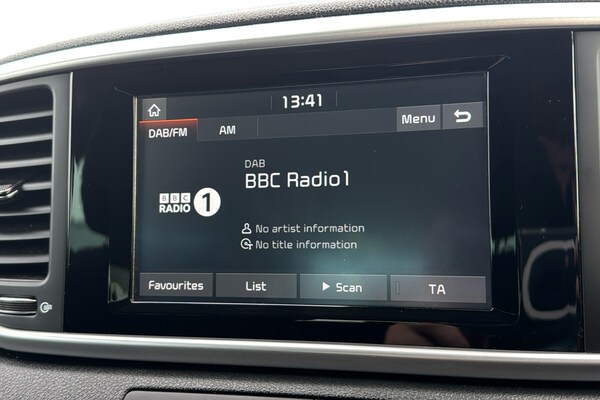 13:41
DAB/FM
AM
Menu
DAB
BBC Radio1
BBC
RADIO 1
No artist information
No title information
Favourites
List
Scan
TA